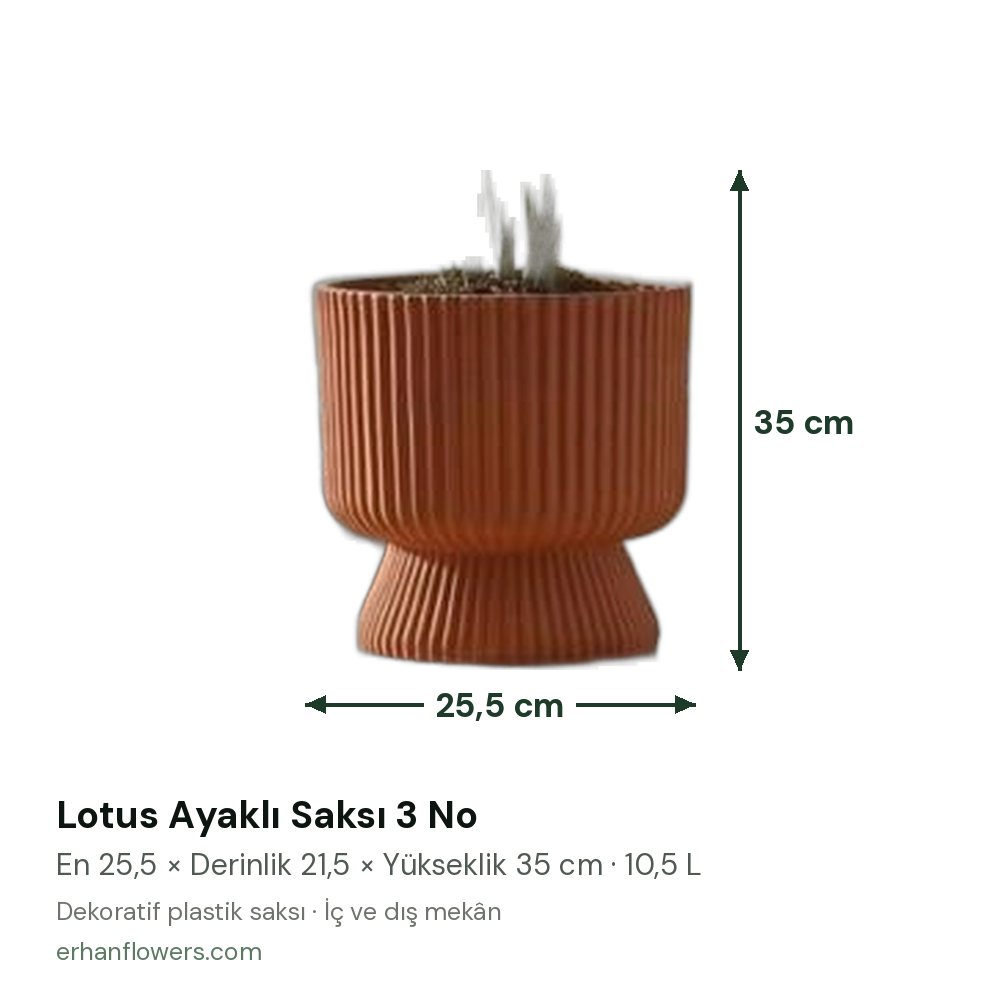 35 cm
25,5 cm
Lotus Ayaklı Saksı 3 No
En 25,5 × Derinlik 21,5 × Yükseklik 35 cm · 10,5 L
Dekoratif plastik saksı · İç ve dış mekân
erhanflowers.com